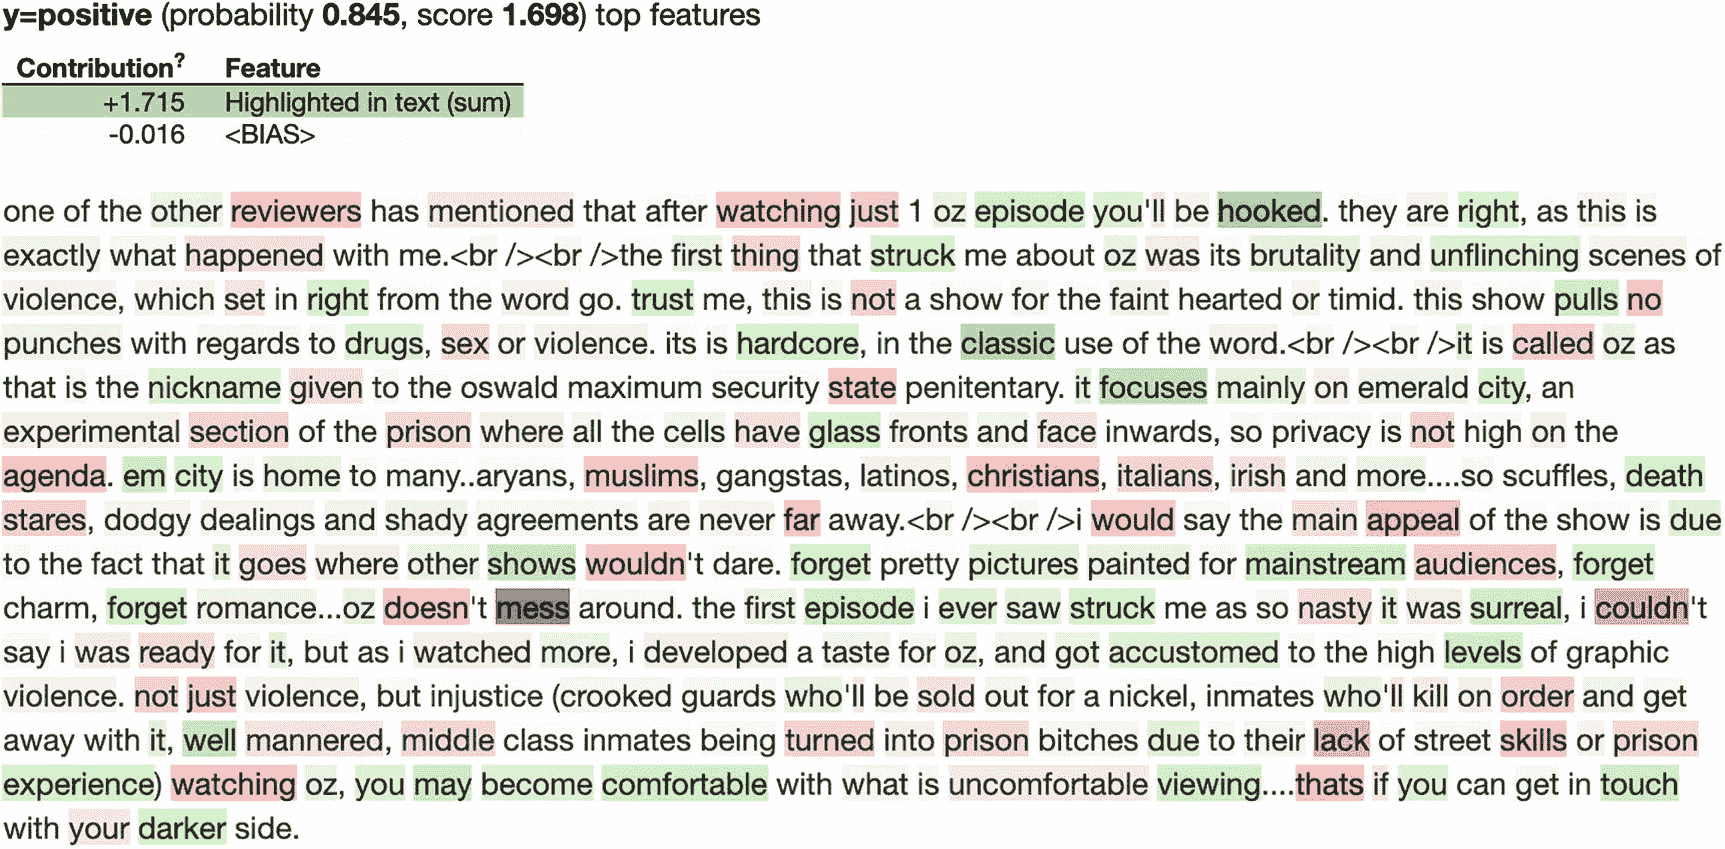 y=positive (probability 0.845, score 1.698) top features
Contribution? Feature
+1.715 Highlighted in text (sum)
-0.016 <BIAS>
one of the other reviewers has mentioned that after watching just 1 oz episode you'll be hooked. they are right, as this is
exactly what happened with me.<br /><br />the first thing that struck me about oz was its brutality and unflinching scenes of
violence, which set in right from the word go. trust me, this is not a show for the faint hearted or timid. this show pulls no
punches with regards to drugs, sex or violence. its is hardcore, in the classic use of the word.<br /><br />it is called oz as
that is the nickname given to the oswald maximum security state penitentary. it focuses mainly on emerald city, an
experimental section of the prison where all the cells have glass fronts and face inwards, so privacy is not high on the
agenda. em city is home to many..aryans, muslims, gangstas, latinos, christians, italians, irish and more....so scuffles, death
stares, dodgy dealings and shady agreements are never far away.<br /><br />i would say the main appeal of the show is due
to the fact that it goes where other shows wouldn't dare. forget pretty pictures painted for mainstream audiences, forget
charm, forget romance...oz doesn't mess around. the first episode i ever saw struck me as so nasty it was surreal, i couldn't
say i was ready for it, but as i watched more, i developed a taste for oz, and got accustomed to the high levels of graphic
violence. not just violence, but injustice (crooked guards who'll be sold out for a nickel, inmates who'll kill on order and get
away with it, well mannered, middle class inmates being turned into prison bitches due to their lack of street skills or prison
experience) watching oz, you may become comfortable with what is uncomfortable viewing....thats if you can get in touch
with your darker side.